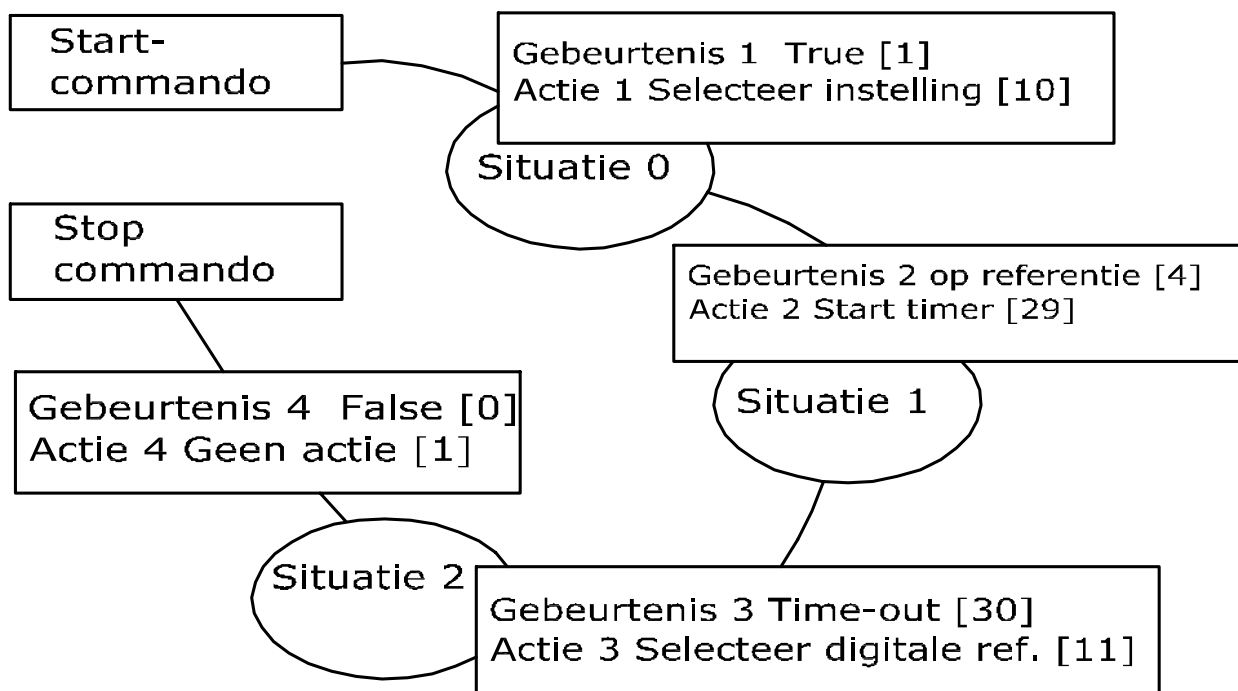 Start-
commando
Gebeurtenis 1 True [1]
Actie 1 Selecteer instelling [10]
Situatie 0
Stop
commando
Gebeurtenis 2 op referentie [4]
Actie 2 Start timer [29]
Situatie 1
Gebeurtenis 4 False [0]
Actie 4 Geen actie [1]
Situatie 2
Gebeurtenis 3 Time-out [30]
Actie 3 Selecteer digitale ref. [11]